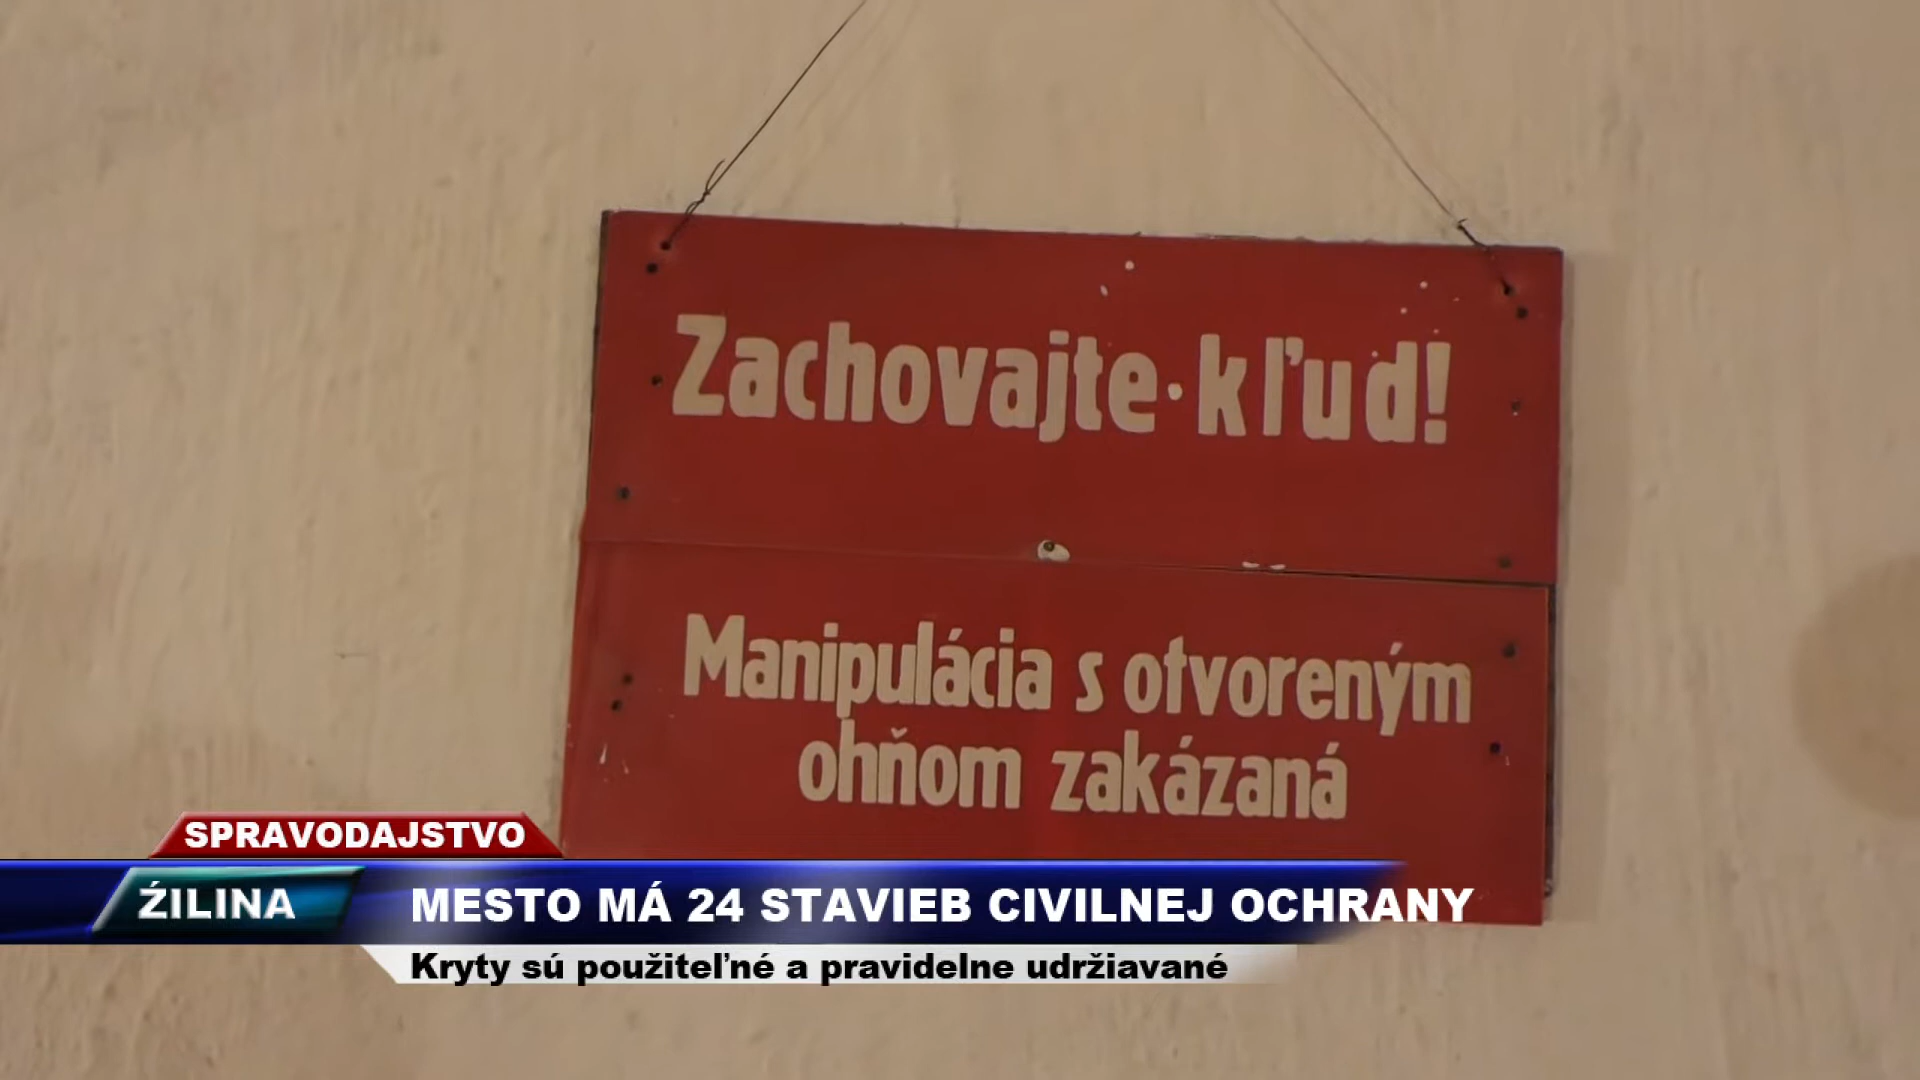 Zachovajte·kľud!
Manipulácia s otvoreným
ohňom zakázaná
SPRAVODAJSTVO
ŽILINA
MESTO MÁ 24 STAVIEB CIVILNEJ OCHRANY
Kryty sú použiteľné a pravidelne udržiavané